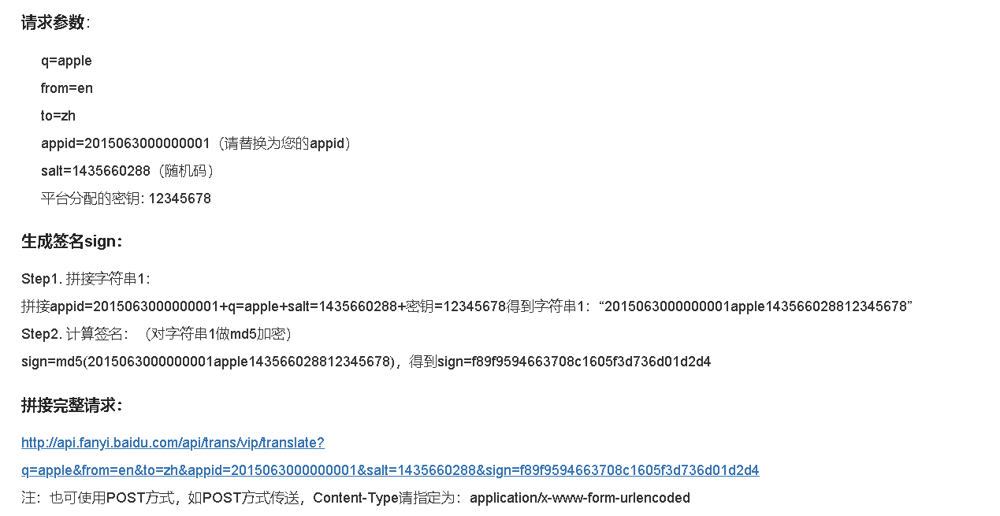 请求参数：
q=apple
from=en
to=zh
appid=2015063000000001（请替换为您的appid）
salt=1435660288（随机码）
平台分配的密钥: 12345678
生成签名sign：
Step1. 拼接字符串1：
拼接appid=2015063000000001+q=apple+salt=1435660288+密钥=12345678得到字符串1：“2015063000000001apple143566028812345678”
Step2. 计算签名：（对字符串1做md5加密）
sign=md5(2015063000000001apple143566028812345678)，得到sign=f89f9594663708c1605f3d736d01d2d4
拼接完整请求：
http://api.fanyi.baidu.com/api/trans/vip/translate?
q=apple&from=en&to=zh&appid=2015063000000001&salt=1435660288&sign=f89f9594663708c1605f3d736d01d2d4
注：也可使用POST方式，如POST方式传送，Content-Type请指定为：application/x-www-form-urlencoded